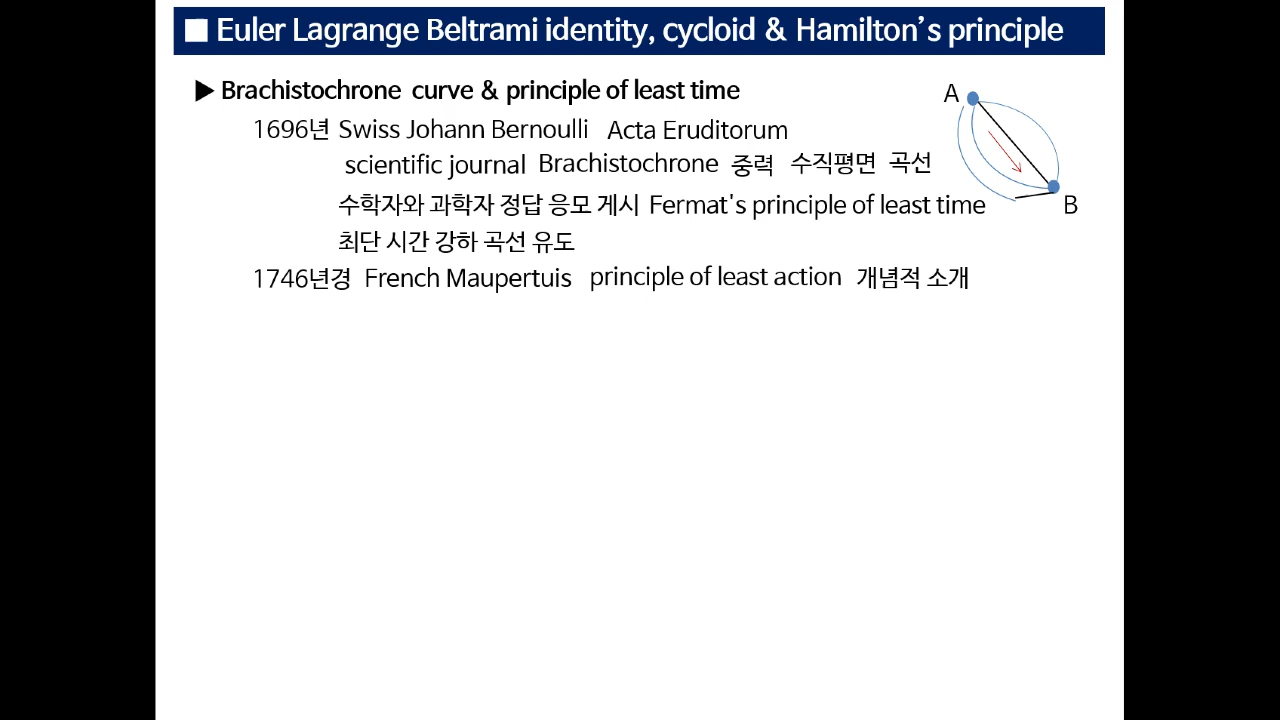 ■ Euler Lagrange Beltrami identity, cycloid & Hamilton's principle
▶ Brachistochrone curve & principle of least time
A
1696년 Swiss Johann Bernoulli Acta Eruditorum
scientific journal Brachistochrone 중력 수직평면 곡선
수학자와 과학자 정답 응모 게시 Fermat's principle of least time
B
최단 시간 강하 곡선 유도
1746년경 French Maupertuis principle of least action 개념적 소개